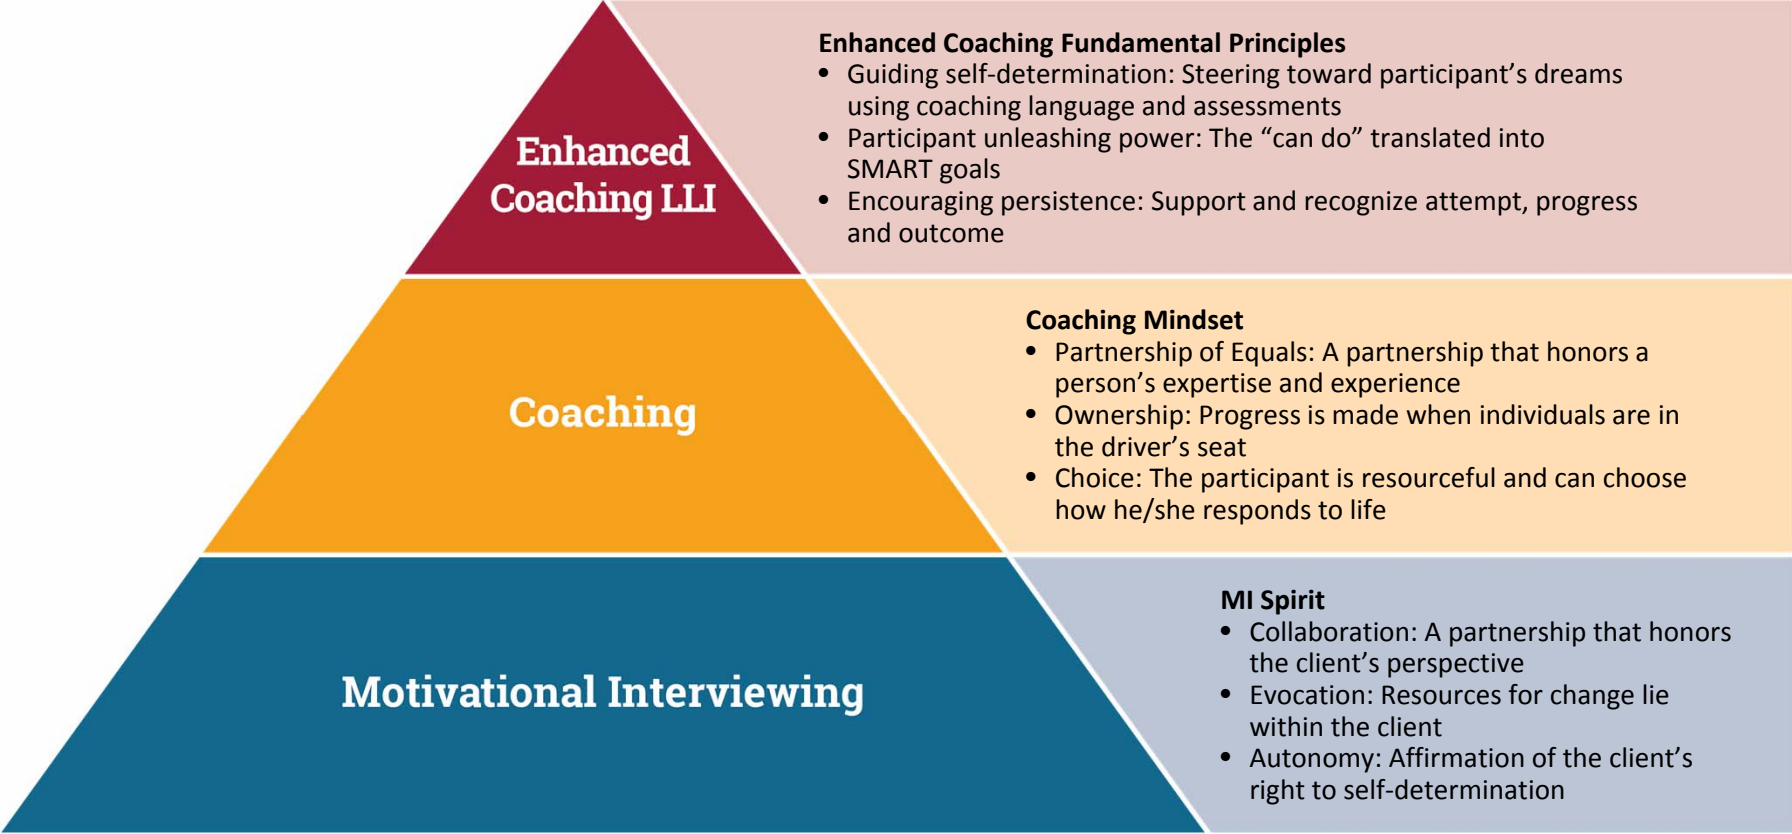 Enhanced
Coaching LLI
Enhanced Coaching Fundamental Principles
• Guiding self-determination: Steering toward participant’s dreams
using coaching language and assessments
• Participant unleashing power: The “can do” translated into
SMART goals
• Encouraging persistence: Support and recognize attempt, progress
and outcome
Coaching
Coaching Mindset
• Partnership of Equals: A partnership that honors a
person’s expertise and experience
• Ownership: Progress is made when individuals are in
the driver’s seat
• Choice: The participant is resourceful and can choose
how he/she responds to life
Motivational Interviewing
MI Spirit
• Collaboration: A partnership that honors
the client’s perspective
• Evocation: Resources for change lie
within the client
• Autonomy: Affirmation of the client’s
right to self-determination